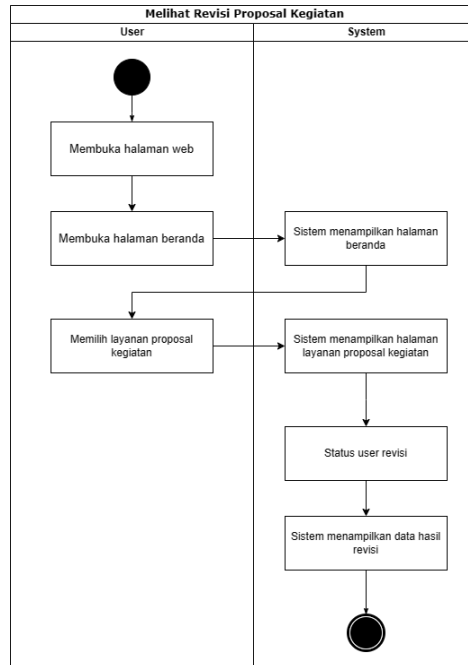 Melihat Revisi Proposal Kegiatan
User
System
Membuka halaman web
Membuka halaman beranda
Sistem menampilkan halaman
beranda
Memilih layanan proposal
kegiatan
Sistem menampilkan halaman
layanan proposal kegiatan
Status user revisi
Sistem menampilkan data hasil
revisi